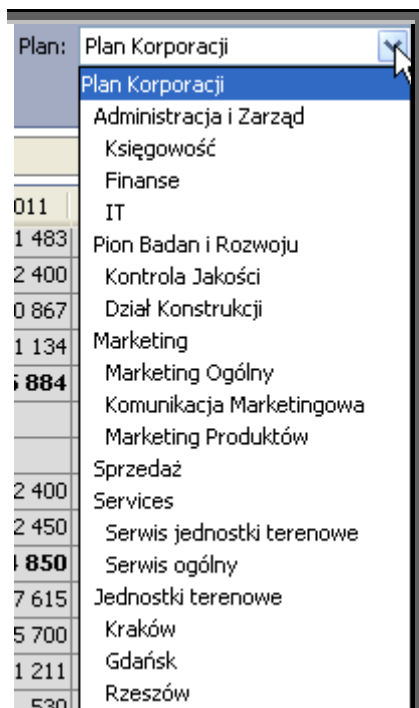 Plan: Plan Korporacji
Plan Korporacji
Administracja i Zarząd
Księgowość
Finanse
011
IT
1 483
Pion Badan i Rozwoju
2 400
Kontrola Jakości
0 867
Dział Konstrukcji
1 134
Marketing
884
Marketing Ogólny
Komunikacja Marketingowa
Marketing Produktów
Sprzedaż
2 400
Services
2 450
Serwis jednostki terenowe
850
Serwis ogólny
7 615
Jednostki terenowe
5 700
Kraków
1 211
Gdańsk
530
Rzeszów